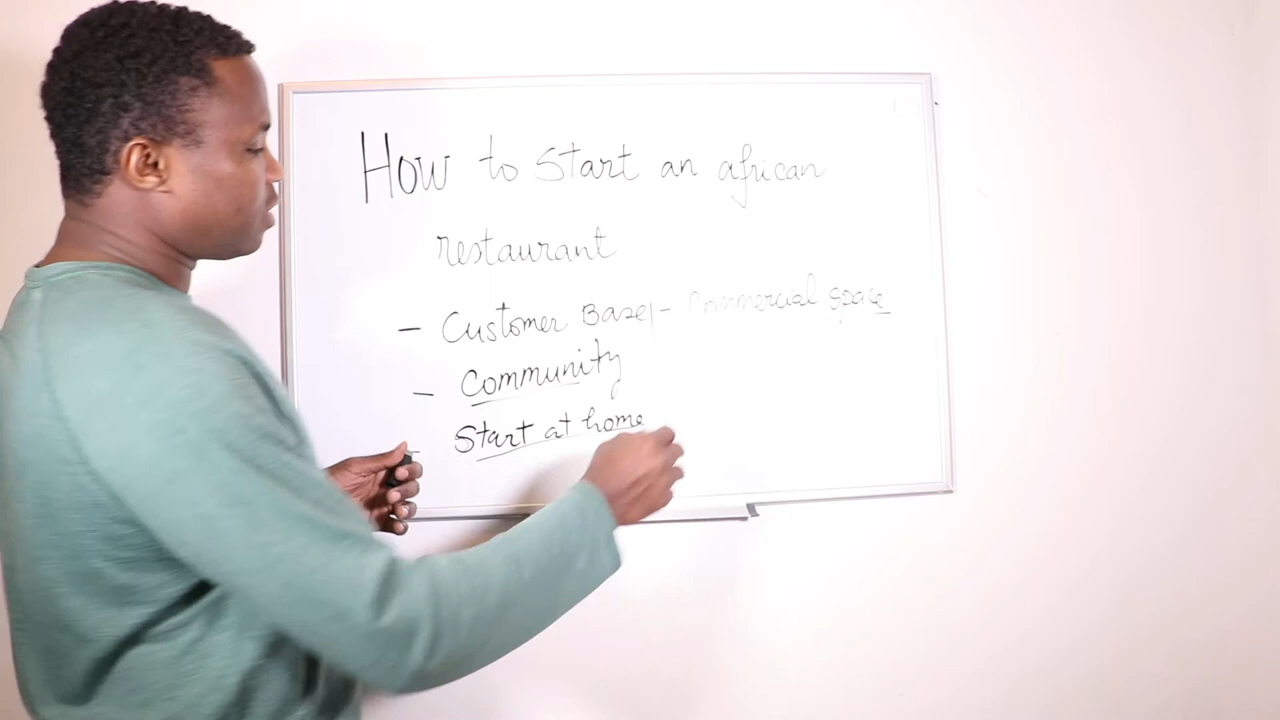 How to Start an african
restaurant
- Customer Base, - Commercial space
- Community
- Start at home